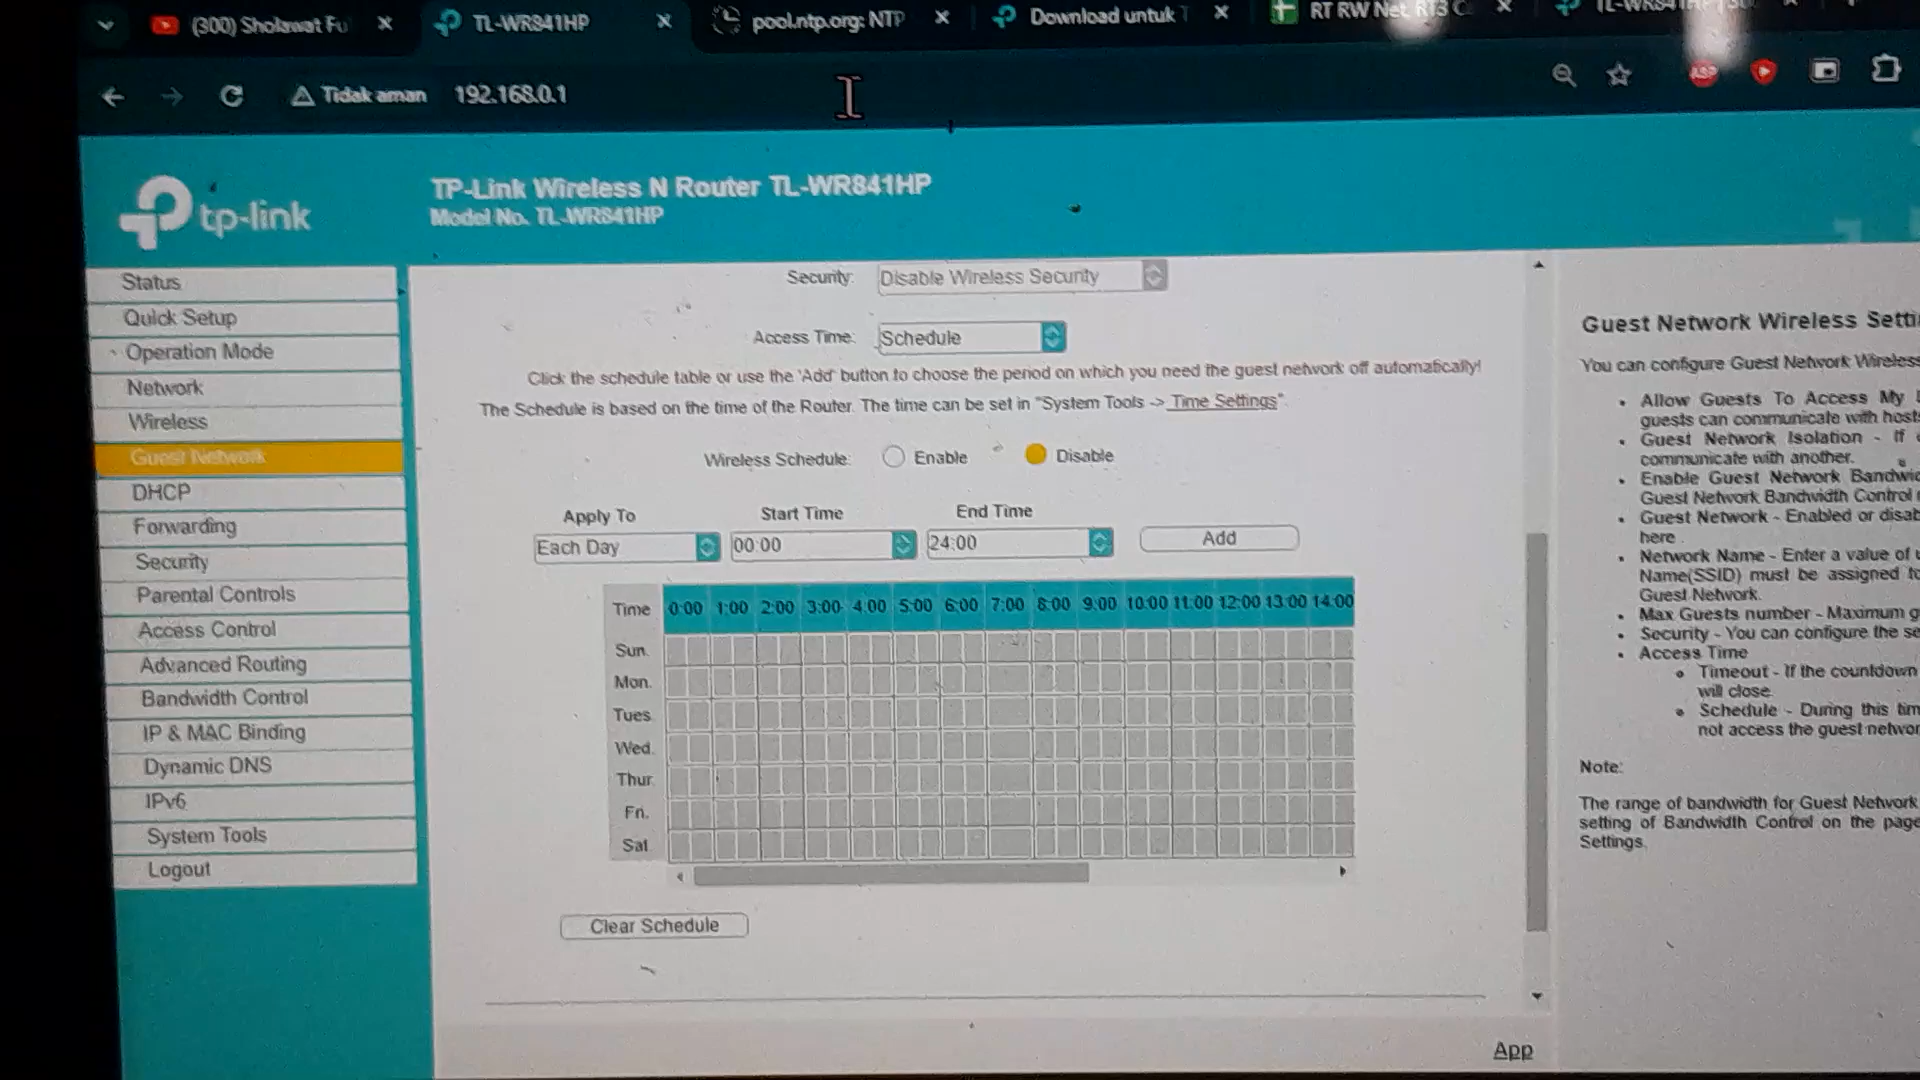 (300) Sholawat Fu
TL-WR841HP
pool.ntp.org: NTP
Download untuk T
RT RW Net RT3 C
Tidak aman
192.168.0.1
ABP
tp-link
TP-Link Wireless N Router TL-WR841HP
Model No. TL-WR841HP
Status
Quick Setup
Operation Mode
Network
Wireless
Guest Network
DHCP
Forwarding
Security
Parental Controls
Access Control
Advanced Routing
Bandwidth Control
IP & MAC Binding
Dynamic DNS
IPv6
System Tools
Logout
Security: Disable Wireless Security
Access Time: Schedule
Click the schedule table or use the 'Add' button to choose the period on which you need the guest network off automatically!
The Schedule is based on the time of the Router. The time can be set in "System Tools -> Time Settings".
Wireless Schedule: Enable Disable
Apply To Start Time End Time
Each Day 00:00 24:00 Add
Time 0:00 1:00 2:00 3:00 4:00 5:00 6:00 7:00 8:00 9:00 10:00 11:00 12:00 13:00 14:00
Sun.
Mon.
Tues.
Wed.
Thur.
Fri.
Sat.
Clear Schedule
App
Guest Network Wireless Setti
You can configure Guest Network Wireless
Allow Guests To Access My
guests can communicate with hosts
Guest Network Isolation - If
communicate with another.
Enable Guest Network Bandwid
Guest Network Bandwidth Control
Guest Network - Enabled or disab
here.
Network Name - Enter a value of
Name(SSID) must be assigned to
Guest Network.
Max Guests number - Maximum g
Security - You can configure the se
Access Time
Timeout - If the countdown
will close.
Schedule - During this tim
not access the guest networ
Note:
The range of bandwidth for Guest Network
setting of Bandwidth Control on the page
Settings.